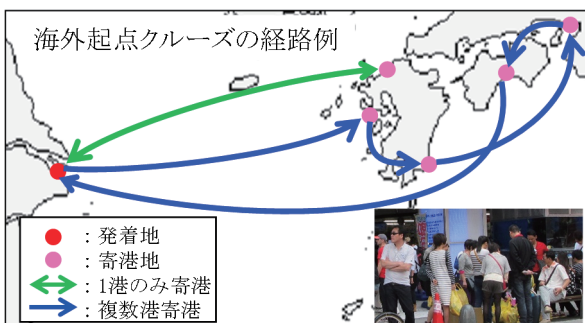 海外起点クルーズの経路例
：発着地
：寄港地
：1港のみ寄港
：複数港寄港